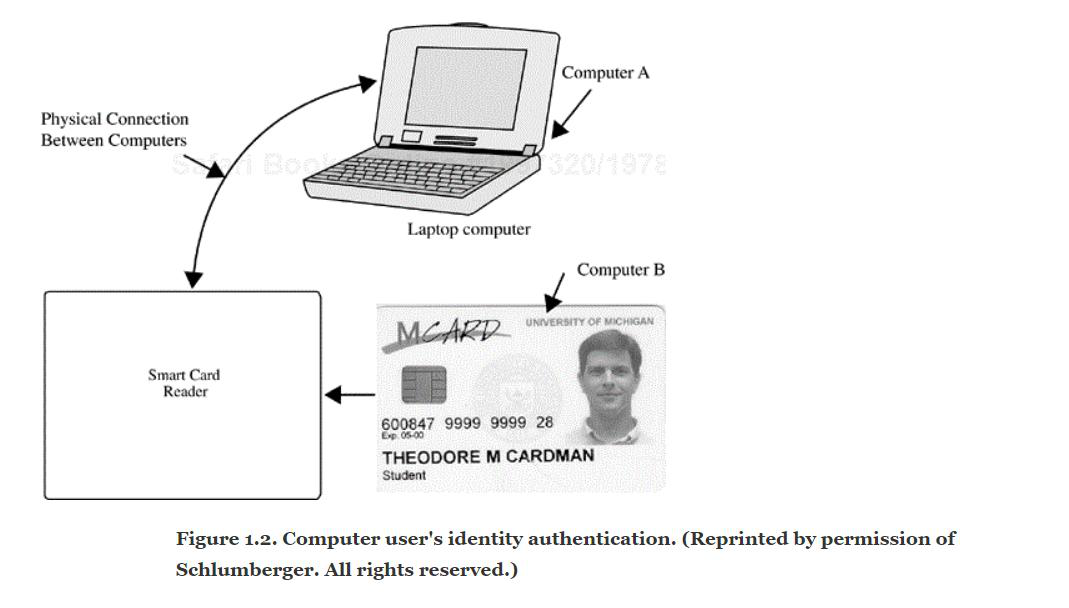 Computer A
Physical Connection
Between Computers
Laptop computer
Computer B
MCARD
UNIVERSITY OF MICHIGAN
Smart Card
Reader
600847 9999 9999 28
Exp. 05-00
THEODORE M CARDMAN
Student
Figure 1.2. Computer user's identity authentication. (Reprinted by permission of
Schlumberger. All rights reserved.)